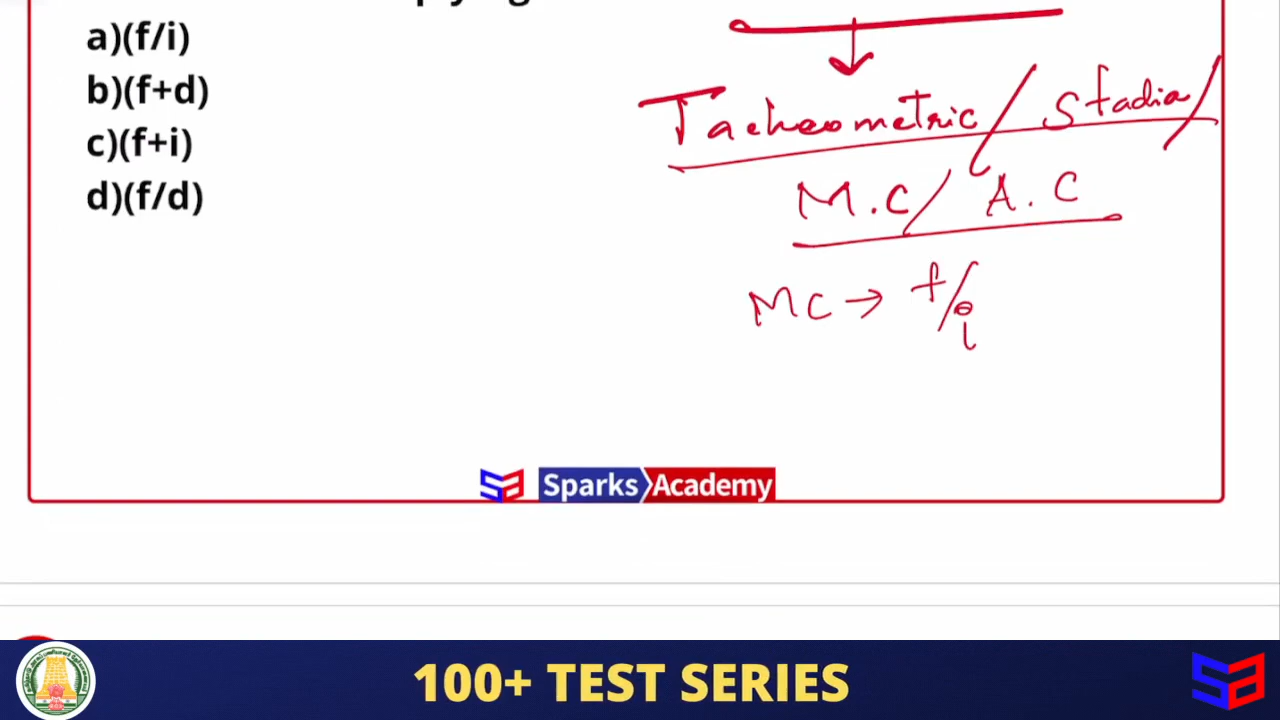 a)(f/i)
b)(f+d)
c)(f+i)
d)(f/d)
Tacheometric / Stadia /
M.C / A.C
MC → f/i
Sparks Academy
100+ TEST SERIES